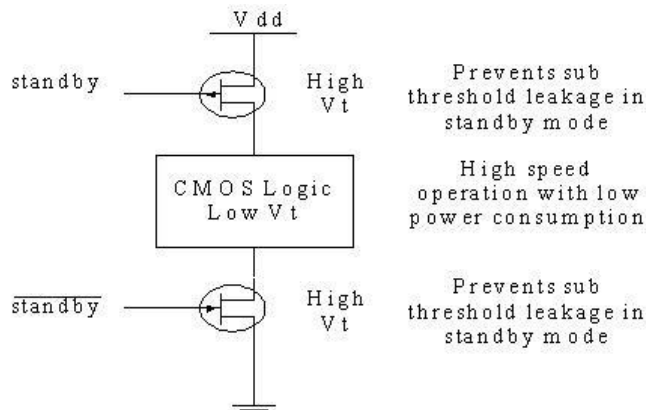 Vdd
standby
High
Vt
Prevents sub
threshold leakage in
standby mode
CMOS Logic
Low Vt
High speed
operation with low
power consumption
standby
High
Vt
Prevents sub
threshold leakage in
standby mode